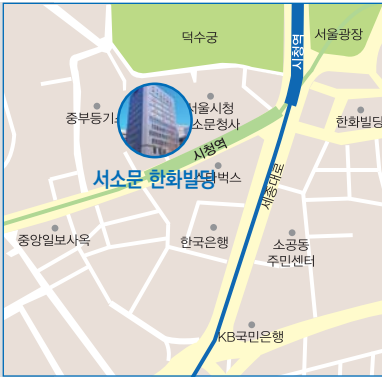 덕수궁
서울광장
시청역
중부등기소
서울시청
서소문청사
한화빌딩
시청역
서소문 한화빌딩
스타벅스
세종대로
중앙일보사옥
한국은행
소공동
주민센터
KB국민은행